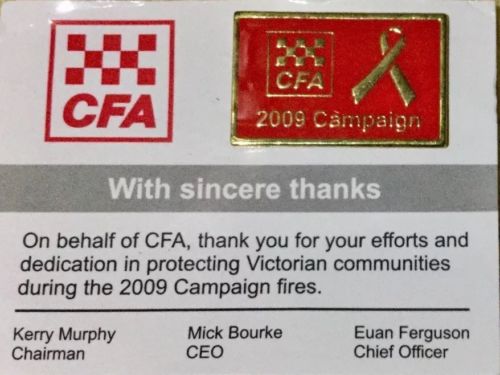 CFA
CFA
2009 Campaign
With sincere thanks
On behalf of CFA, thank you for your efforts and
dedication in protecting Victorian communities
during the 2009 Campaign fires.
Kerry Murphy
Chairman
Mick Bourke
CEO
Euan Ferguson
Chief Officer